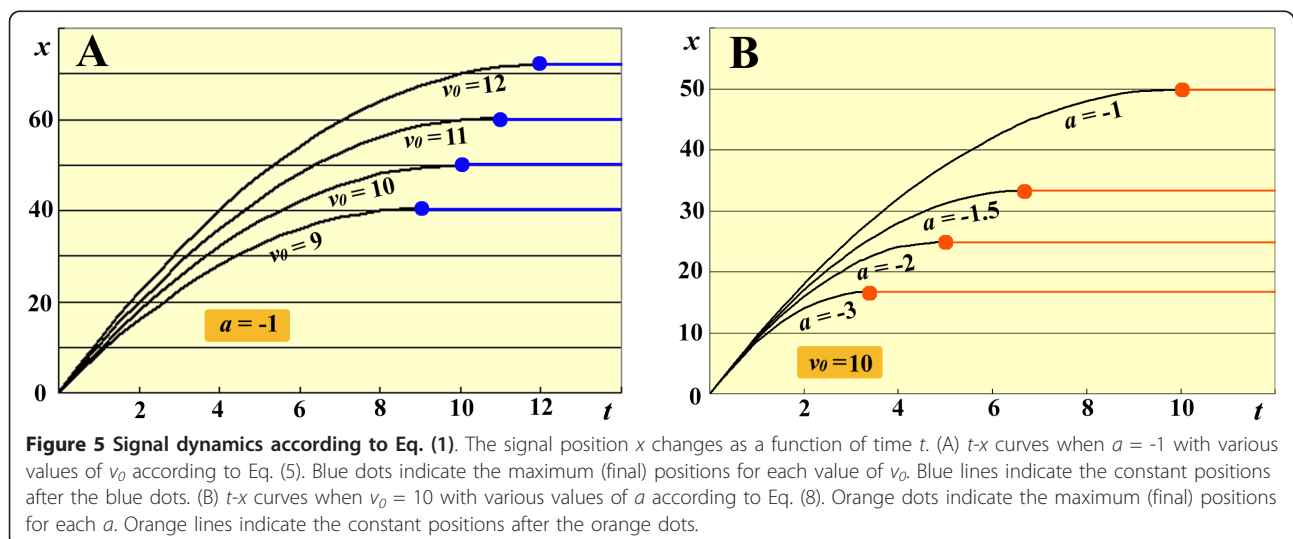 A
x
60
40
20
0
2
4
6
8
10
12
t
v₀ = 12
v₀ = 11
v₀ = 10
v₀ = 9
a = -1
B
x
50
40
30
20
10
0
2
4
6
8
10
t
a = -1
a = -1.5
a = -2
a = -3
v₀ = 10
Figure 5 Signal dynamics according to Eq. (1). The signal position x changes as a function of time t. (A) t-x curves when a = -1 with various
values of v₀ according to Eq. (5). Blue dots indicate the maximum (final) positions for each value of v₀. Blue lines indicate the constant positions
after the blue dots. (B) t-x curves when v₀ = 10 with various values of a according to Eq. (8). Orange dots indicate the maximum (final) positions
for each a. Orange lines indicate the constant positions after the orange dots.